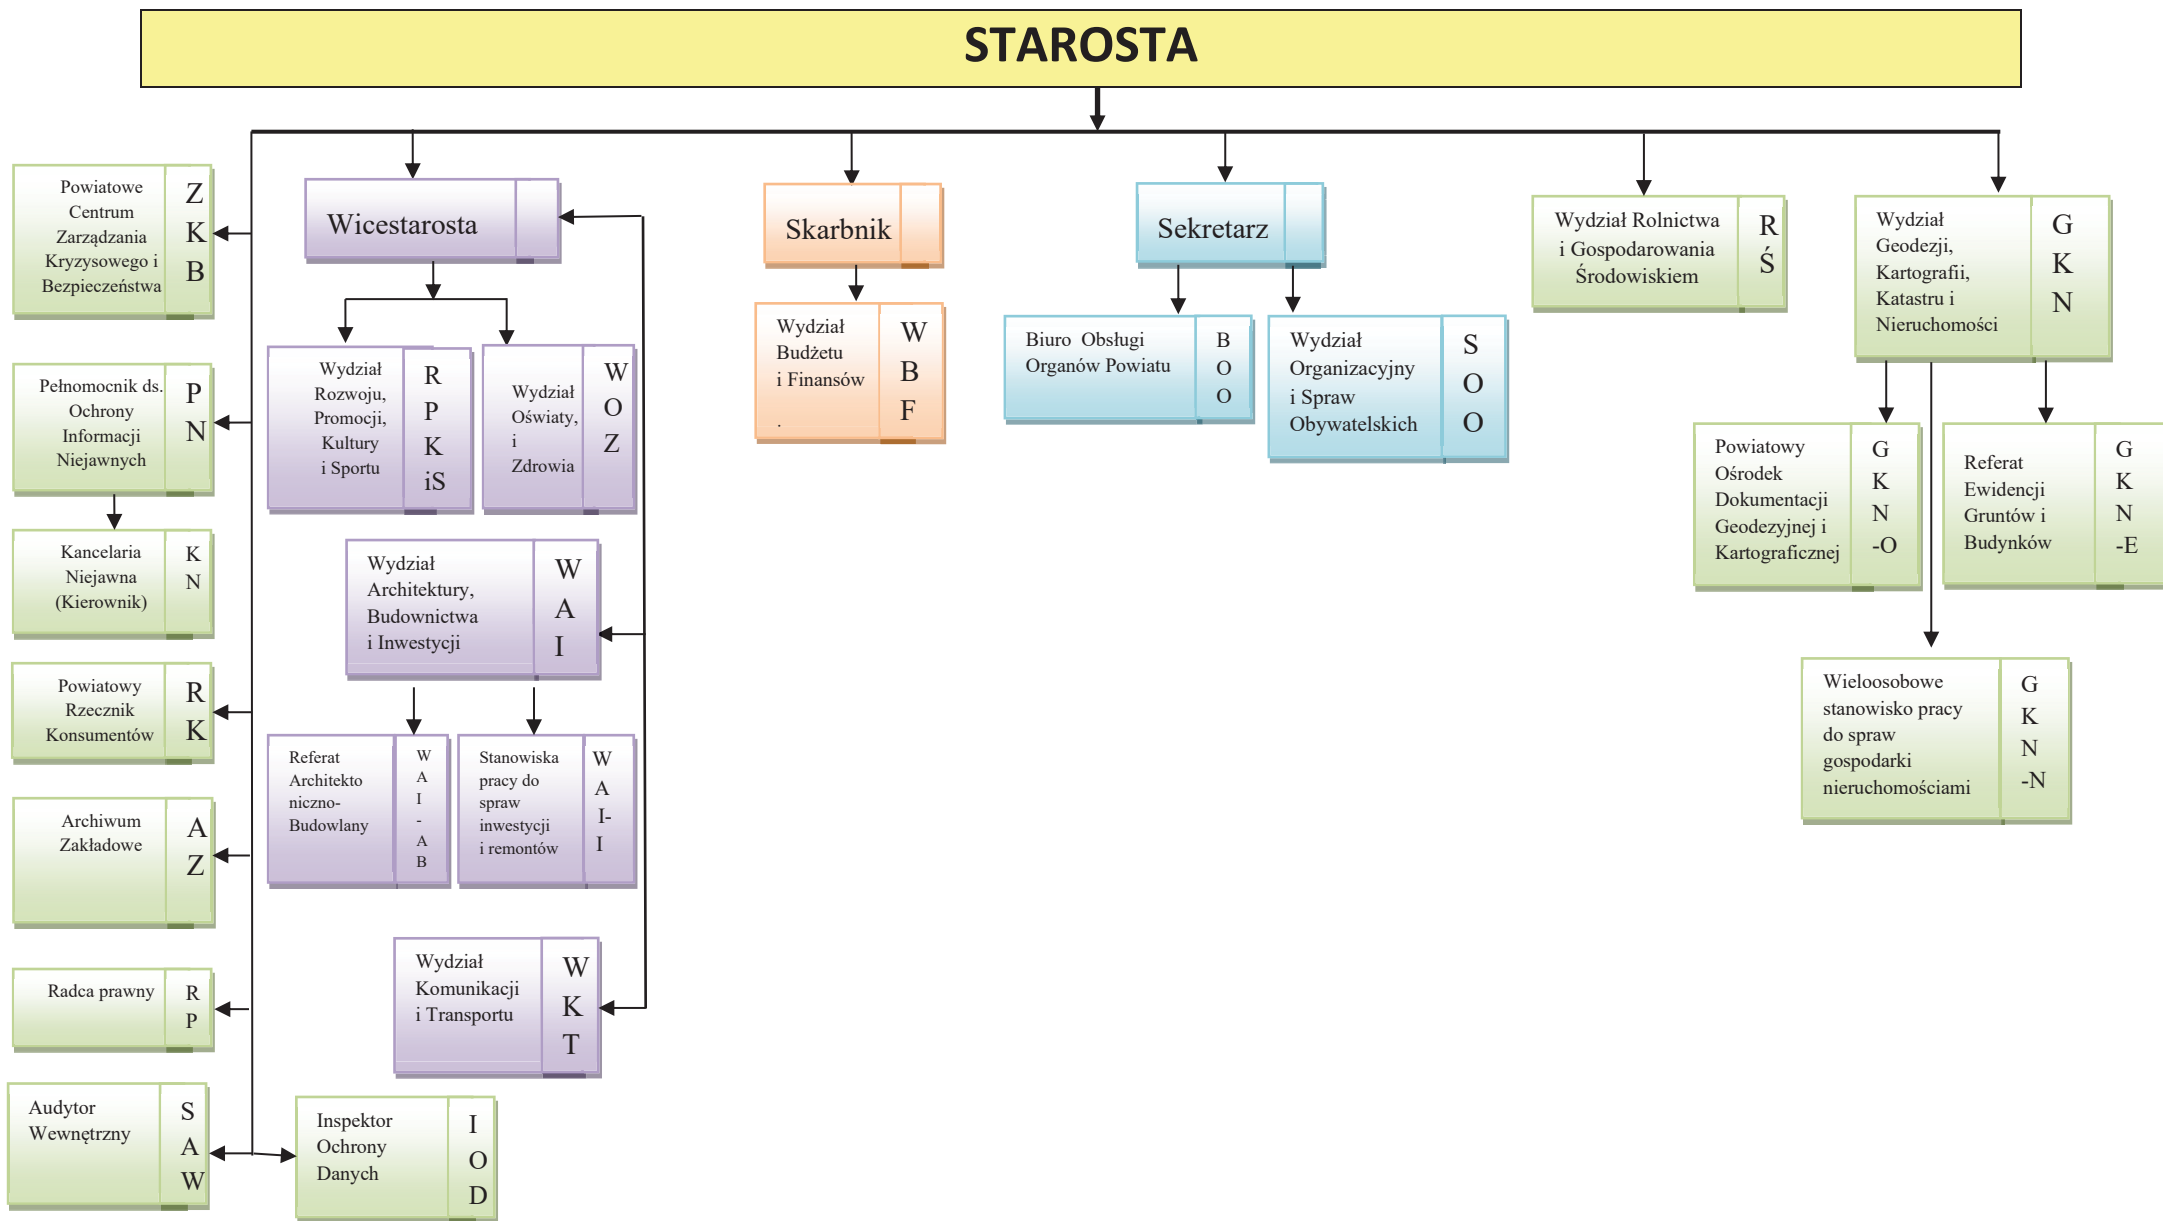 STAROSTA
Powiatowe
Centrum
Zarządzania
Kryzysowego i
Bezpieczeństwa
Z
K
B
Wicestarosta
Skarbnik
Sekretarz
Wydział Rolnictwa
i Gospodarowania
Środowiskiem
R
Ś
Wydział
Geodezji,
Kartografii,
Katastru i
Nieruchomości
G
K
N
Pełnomocnik ds.
Ochrony
Informacji
Niejawnych
P
N
Wydział
Rozwoju,
Promocji,
Kultury
i Sportu
R
P
K
iS
Wydział
Oświaty,
i
Zdrowia
W
O
Z
Wydział
Budżetu
i Finansów
.
W
B
F
Biuro Obsługi
Organów Powiatu
B
O
O
Wydział
Organizacyjny
i Spraw
Obywatelskich
S
O
O
Powiatowy
Ośrodek
Dokumentacji
Geodezyjnej i
Kartograficznej
G
K
N
-O
Referat
Ewidencji
Gruntów i
Budynków
G
K
N
-E
Kancelaria
Niejawna
(Kierownik)
K
N
Wydział
Architektury,
Budownictwa
i Inwestycji
W
A
I
Powiatowy
Rzecznik
Konsumentów
R
K
Referat
Architekto
niczno-
Budowlany
W
A
I
-
A
B
Stanowiska
pracy do
spraw
inwestycji
i remontów
W
A
I-
I
Wieloosobowe
stanowisko pracy
do spraw
gospodarki
nieruchomościami
G
K
N
-N
Archiwum
Zakładowe
A
Z
Radca prawny
R
P
Wydział
Komunikacji
i Transportu
W
K
T
Audytor
Wewnętrzny
S
A
W
Inspektor
Ochrony
Danych
I
O
D